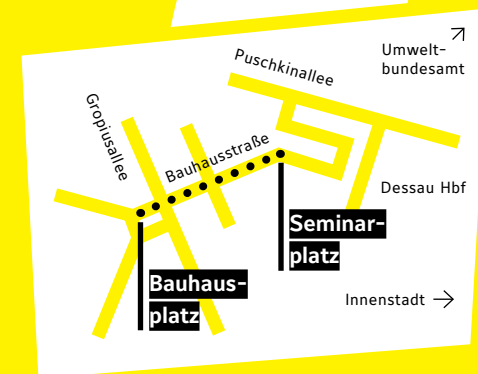 Umwelt-
bundesamt
Puschkinallee
Gropiusallee
Bauhausstraße
Dessau Hbf
Seminar-
platz
Bauhaus-
platz
Innenstadt